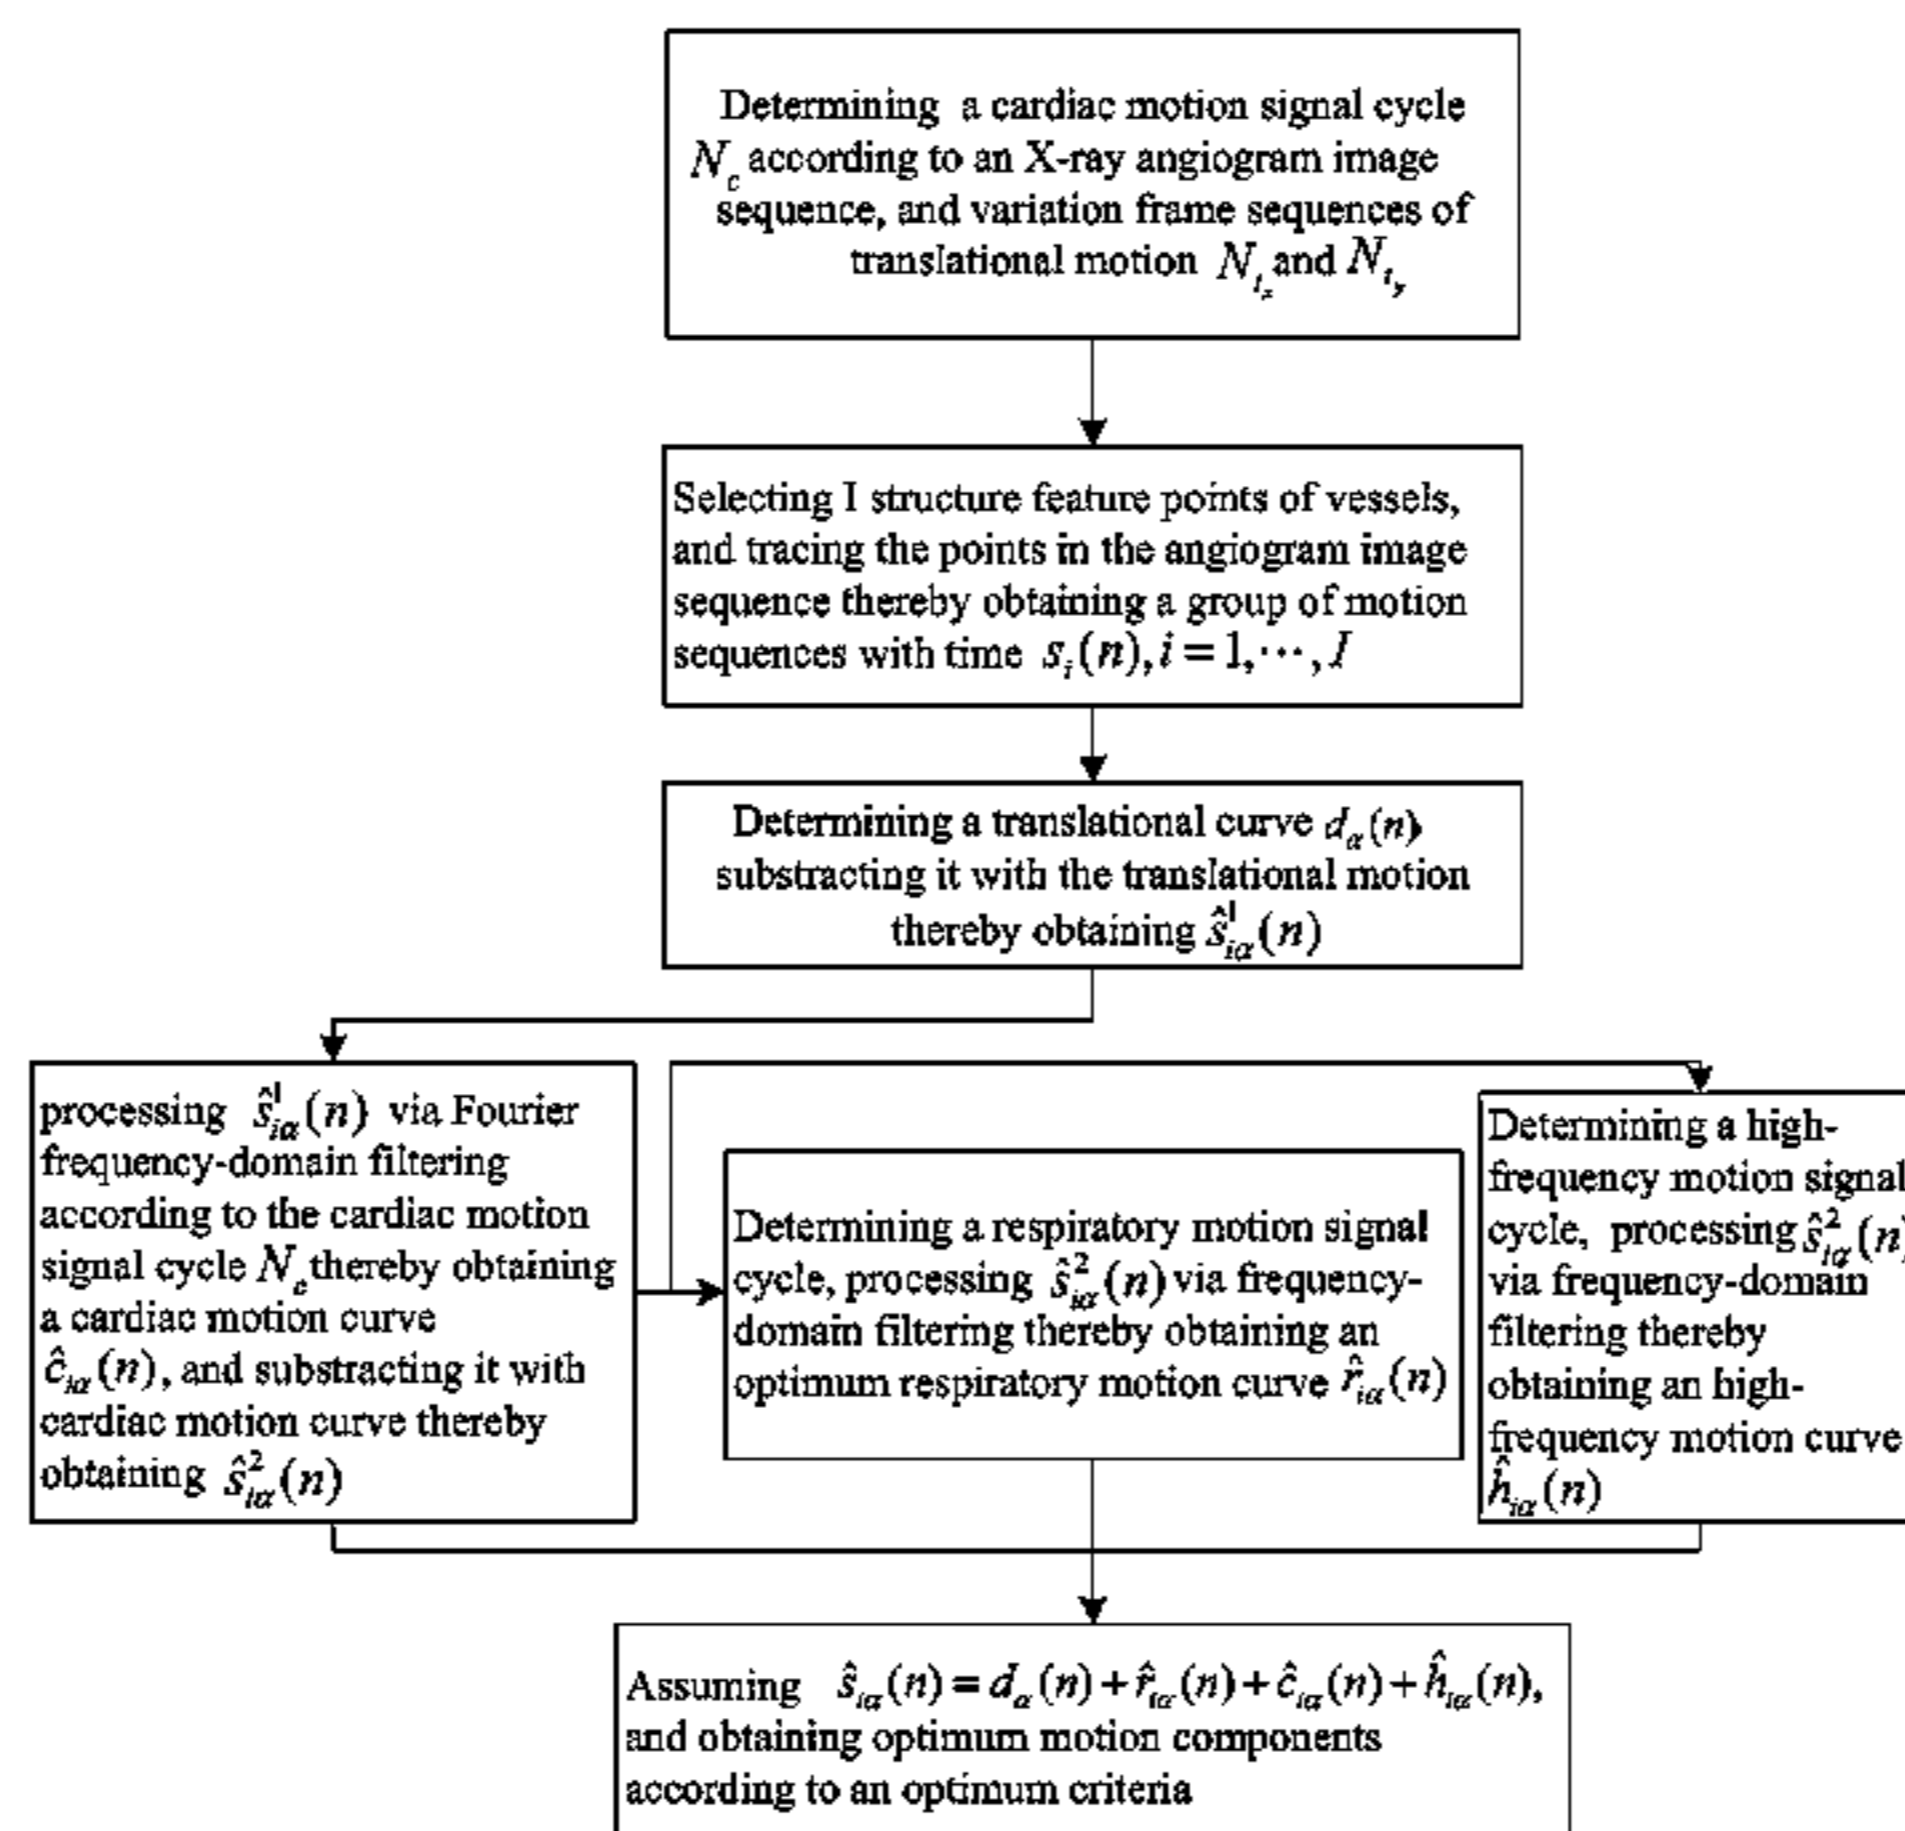 Determining a cardiac motion signal cycle
N_c according to an X-ray angiogram image
sequence, and variation frame sequences of
translational motion N_{t_x} and N_{t_y}
Selecting I structure feature points of vessels,
and tracing the points in the angiogram image
sequence thereby obtaining a group of motion
sequences with time s_i(n), i = 1, ⋯, I
Determining a translational curve d_α(n)
substracting it with the translational motion
thereby obtaining ŝ^1_{iα}(n)
processing ŝ^1_{iα}(n) via Fourier
frequency-domain filtering
according to the cardiac motion
signal cycle N_c thereby obtaining
a cardiac motion curve
ĉ_{iα}(n), and substracting it with
cardiac motion curve thereby
obtaining ŝ^2_{iα}(n)
Determining a respiratory motion signal
cycle, processing ŝ^2_{iα}(n) via frequency-
domain filtering thereby obtaining an
optimum respiratory motion curve r̂_{iα}(n)
Determining a high-
frequency motion signal
cycle, processing ŝ^2_{iα}(n)
via frequency-domain
filtering thereby
obtaining an high-
frequency motion curve
ĥ_{iα}(n)
Assuming ŝ_{iα}(n) = d_α(n) + r̂_{iα}(n) + ĉ_{iα}(n) + ĥ_{iα}(n),
and obtaining optimum motion components
according to an optimum criteria